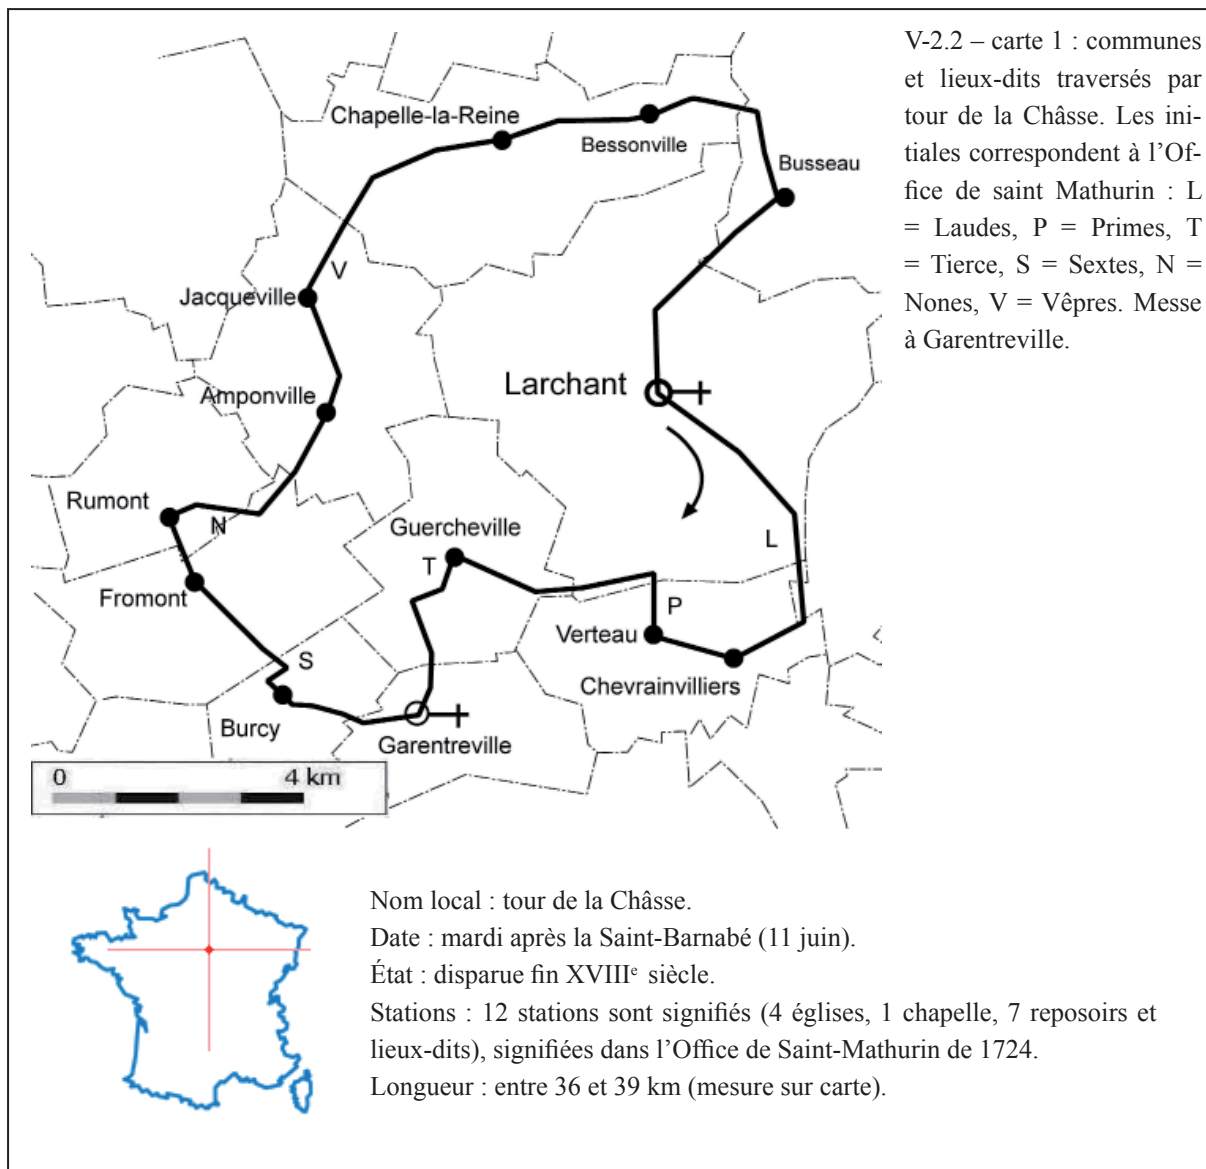 V-2.2 – carte 1 : communes
et lieux-dits traversés par
tour de la Châsse. Les ini-
tiales correspondent à l'Of-
fice de saint Mathurin : L
= Laudes, P = Primes, T
= Tierce, S = Sextes, N =
Nones, V = Vêpres. Messe
à Garentreville.
Chapelle-la-Reine
Bessonville
Busseau
V
Jacqueville
Larchant
Amponville
Rumont
N
Guercheville
L
T
Fromont
P
Verteau
S
Chevrainvilliers
Burcy
Garentreville
0 4 km
Nom local : tour de la Châsse.
Date : mardi après la Saint-Barnabé (11 juin).
État : disparue fin XVIIIe siècle.
Stations : 12 stations sont signifiés (4 églises, 1 chapelle, 7 reposoirs et
lieux-dits), signifiées dans l'Office de Saint-Mathurin de 1724.
Longueur : entre 36 et 39 km (mesure sur carte).